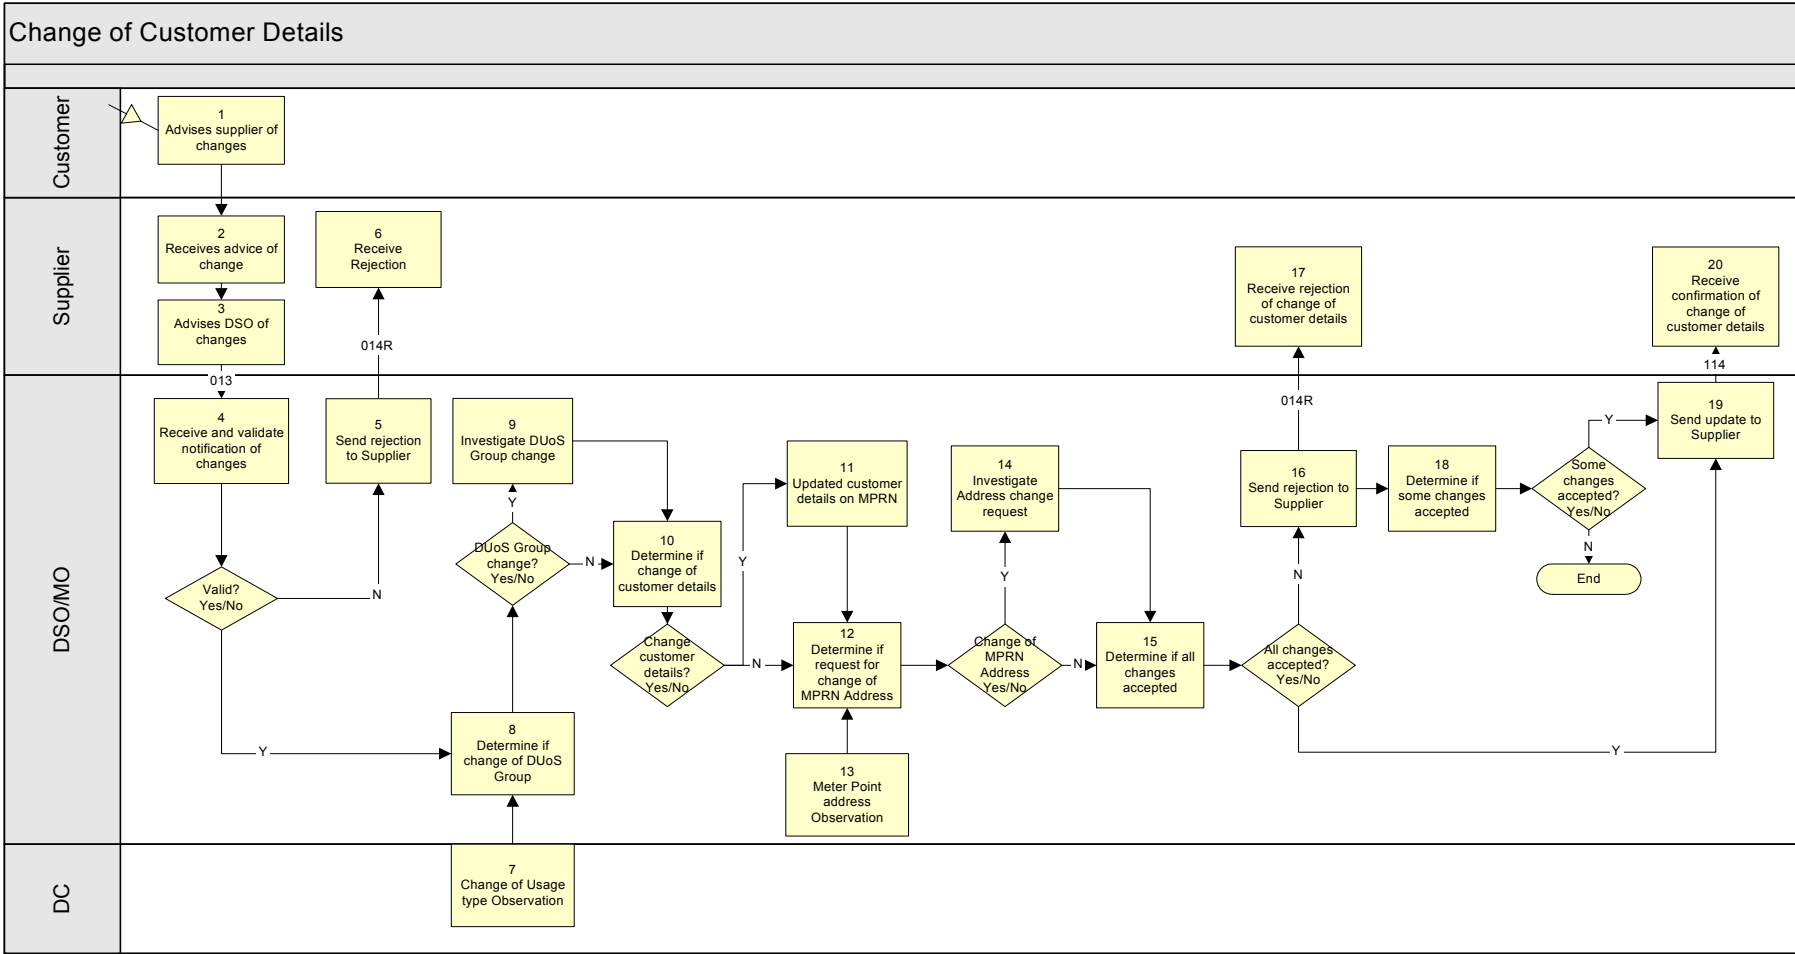 Change of Customer Details
Customer
1
Advises supplier of
changes
Supplier
2
Receives advice of
change
3
Advises DSO of
changes
013
6
Receive
Rejection
014R
17
Receive rejection
of change of
customer details
014R
20
Receive
confirmation of
change of
customer details
114
DSO/MO
4
Receive and validate
notification of
changes
Valid?
Yes/No
N
Y
5
Send rejection
to Supplier
9
Investigate DUoS
Group change
Y
DUoS Group
change?
Yes/No
N
8
Determine if
change of DUoS
Group
10
Determine if
change of
customer details
Change
customer
details?
Yes/No
Y
N
11
Updated customer
details on MPRN
12
Determine if
request for
change of
MPRN Address
13
Meter Point
address
Observation
14
Investigate
Address change
request
Y
Change of
MPRN
Address
Yes/No
N
15
Determine if all
changes
accepted
All changes
accepted?
Yes/No
N
Y
16
Send rejection to
Supplier
18
Determine if
some changes
accepted
Some
changes
accepted?
Yes/No
Y
N
End
19
Send update to
Supplier
DC
7
Change of Usage
type Observation